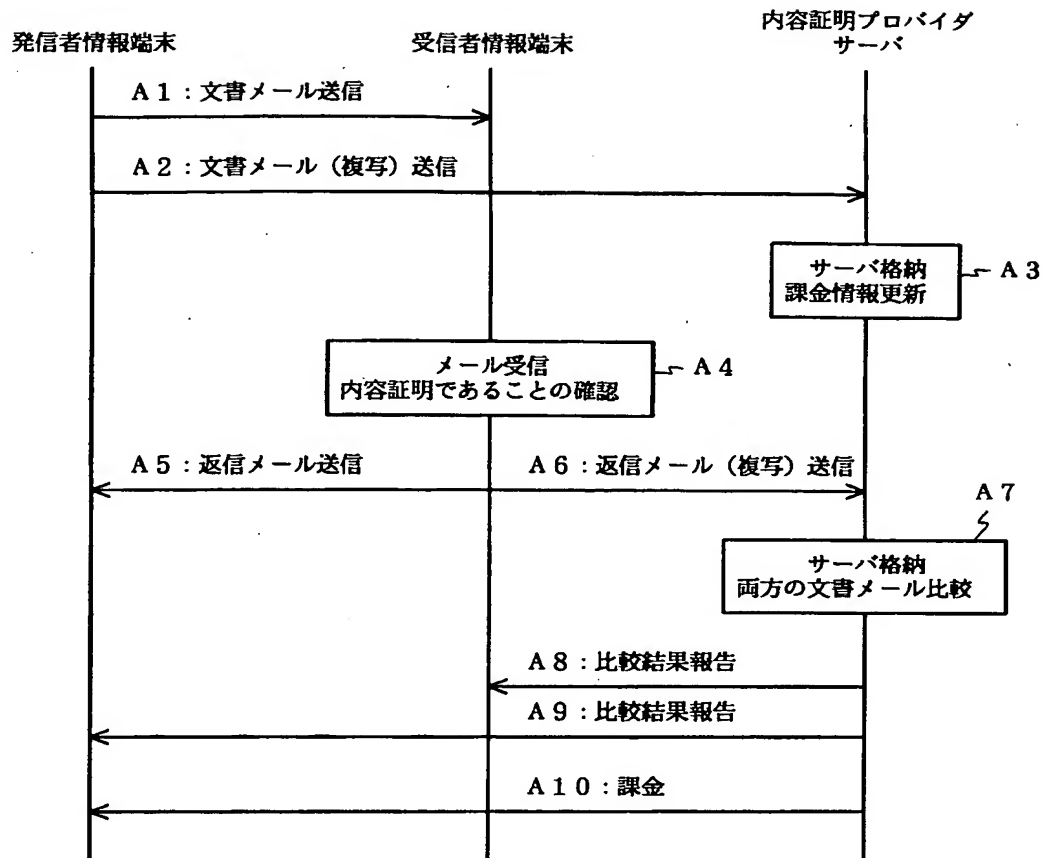 発信者情報端末
受信者情報端末
内容証明プロバイダ
サーバ
A1:文書メール送信
A2:文書メール(複写)送信
サーバ格納
課金情報更新
A3
メール受信
内容証明であることの確認
A4
A5:返信メール送信
A6:返信メール(複写)送信
A7
サーバ格納
両方の文書メール比較
A8:比較結果報告
A9:比較結果報告
A10:課金